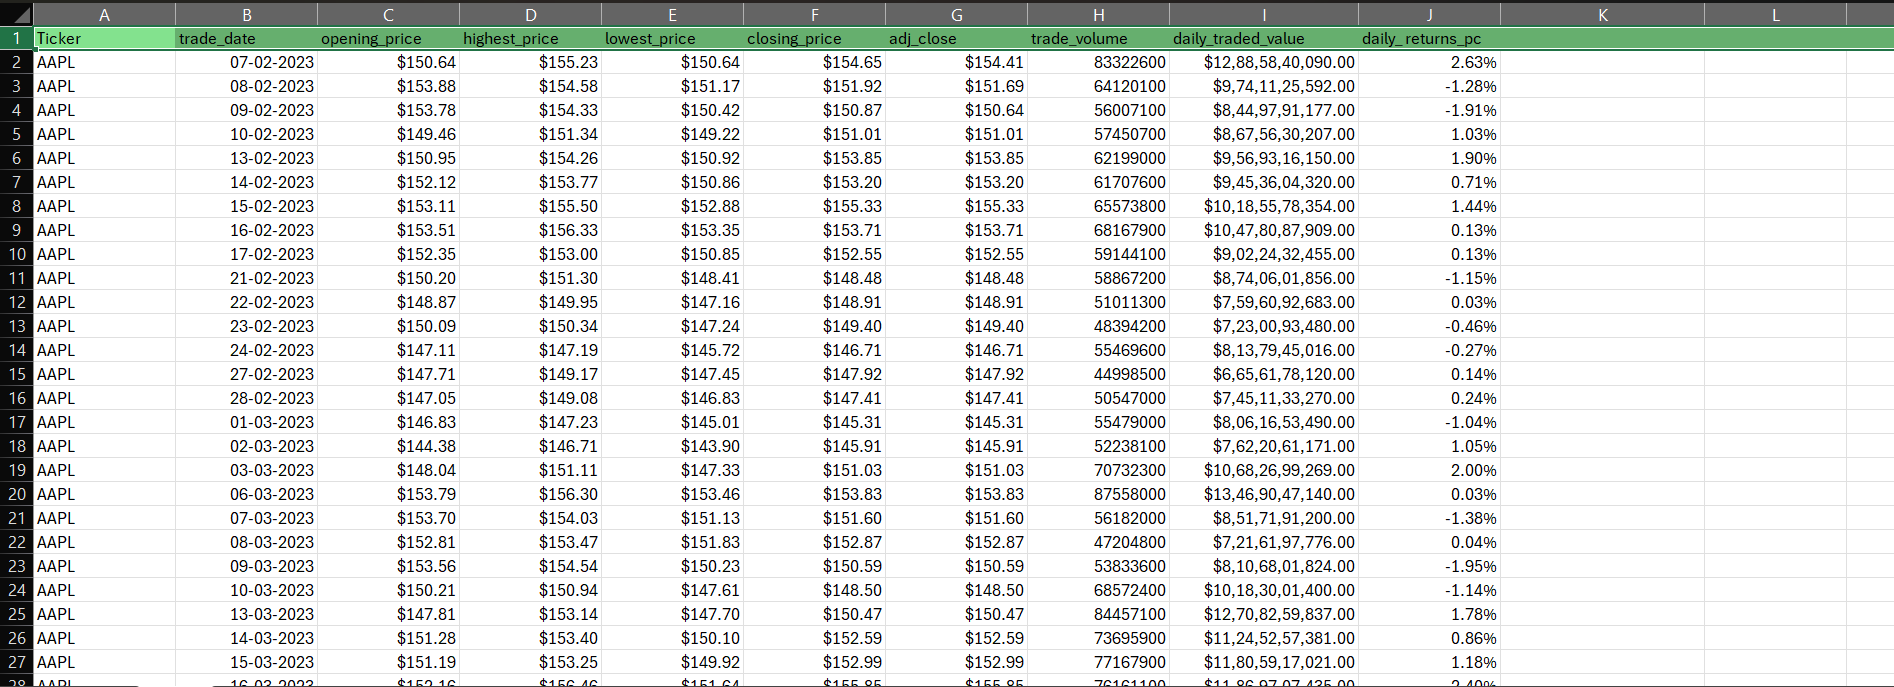 A B C D E F G H I J K L
1 Ticker trade_date opening_price highest_price lowest_price closing_price adj_close trade_volume daily_traded_value daily_ returns_pc
2 AAPL 07-02-2023 $150.64 $155.23 $150.64 $154.65 $154.41 83322600 $12,88,58,40,090.00 2.63%
3 AAPL 08-02-2023 $153.88 $154.58 $151.17 $151.92 $151.69 64120100 $9,74,11,25,592.00 -1.28%
4 AAPL 09-02-2023 $153.78 $154.33 $150.42 $150.87 $150.64 56007100 $8,44,97,91,177.00 -1.91%
5 AAPL 10-02-2023 $149.46 $151.34 $149.22 $151.01 $151.01 57450700 $8,67,56,30,207.00 1.03%
6 AAPL 13-02-2023 $150.95 $154.26 $150.92 $153.85 $153.85 62199000 $9,56,93,16,150.00 1.90%
7 AAPL 14-02-2023 $152.12 $153.77 $150.86 $153.20 $153.20 61707600 $9,45,36,04,320.00 0.71%
8 AAPL 15-02-2023 $153.11 $155.50 $152.88 $155.33 $155.33 65573800 $10,18,55,78,354.00 1.44%
9 AAPL 16-02-2023 $153.51 $156.33 $153.35 $153.71 $153.71 68167900 $10,47,80,87,909.00 0.13%
10 AAPL 17-02-2023 $152.35 $153.00 $150.85 $152.55 $152.55 59144100 $9,02,24,32,455.00 0.13%
11 AAPL 21-02-2023 $150.20 $151.30 $148.41 $148.48 $148.48 58867200 $8,74,06,01,856.00 -1.15%
12 AAPL 22-02-2023 $148.87 $149.95 $147.16 $148.91 $148.91 51011300 $7,59,60,92,683.00 0.03%
13 AAPL 23-02-2023 $150.09 $150.34 $147.24 $149.40 $149.40 48394200 $7,23,00,93,480.00 -0.46%
14 AAPL 24-02-2023 $147.11 $147.19 $145.72 $146.71 $146.71 55469600 $8,13,79,45,016.00 -0.27%
15 AAPL 27-02-2023 $147.71 $149.17 $147.45 $147.92 $147.92 44998500 $6,65,61,78,120.00 0.14%
16 AAPL 28-02-2023 $147.05 $149.08 $146.83 $147.41 $147.41 50547000 $7,45,11,33,270.00 0.24%
17 AAPL 01-03-2023 $146.83 $147.23 $145.01 $145.31 $145.31 55479000 $8,06,16,53,490.00 -1.04%
18 AAPL 02-03-2023 $144.38 $146.71 $143.90 $145.91 $145.91 52238100 $7,62,20,61,171.00 1.05%
19 AAPL 03-03-2023 $148.04 $151.11 $147.33 $151.03 $151.03 70732300 $10,68,26,99,269.00 2.00%
20 AAPL 06-03-2023 $153.79 $156.30 $153.46 $153.83 $153.83 87558000 $13,46,90,47,140.00 0.03%
21 AAPL 07-03-2023 $153.70 $154.03 $151.13 $151.60 $151.60 56182000 $8,51,71,91,200.00 -1.38%
22 AAPL 08-03-2023 $152.81 $153.47 $151.83 $152.87 $152.87 47204800 $7,21,61,97,776.00 0.04%
23 AAPL 09-03-2023 $153.56 $154.54 $150.23 $150.59 $150.59 53833600 $8,10,68,01,824.00 -1.95%
24 AAPL 10-03-2023 $150.21 $150.94 $147.61 $148.50 $148.50 68572400 $10,18,30,01,400.00 -1.14%
25 AAPL 13-03-2023 $147.81 $153.14 $147.70 $150.47 $150.47 84457100 $12,70,82,59,837.00 1.78%
26 AAPL 14-03-2023 $151.28 $153.40 $150.10 $152.59 $152.59 73695900 $11,24,52,57,381.00 0.86%
27 AAPL 15-03-2023 $151.19 $153.25 $149.92 $152.99 $152.99 77167900 $11,80,59,17,021.00 1.18%
28 AAPL 16-03-2023 $152.16 $156.46 $151.64 $155.85 $155.85 76161100 $11,86,97,07,435.00 2.40%